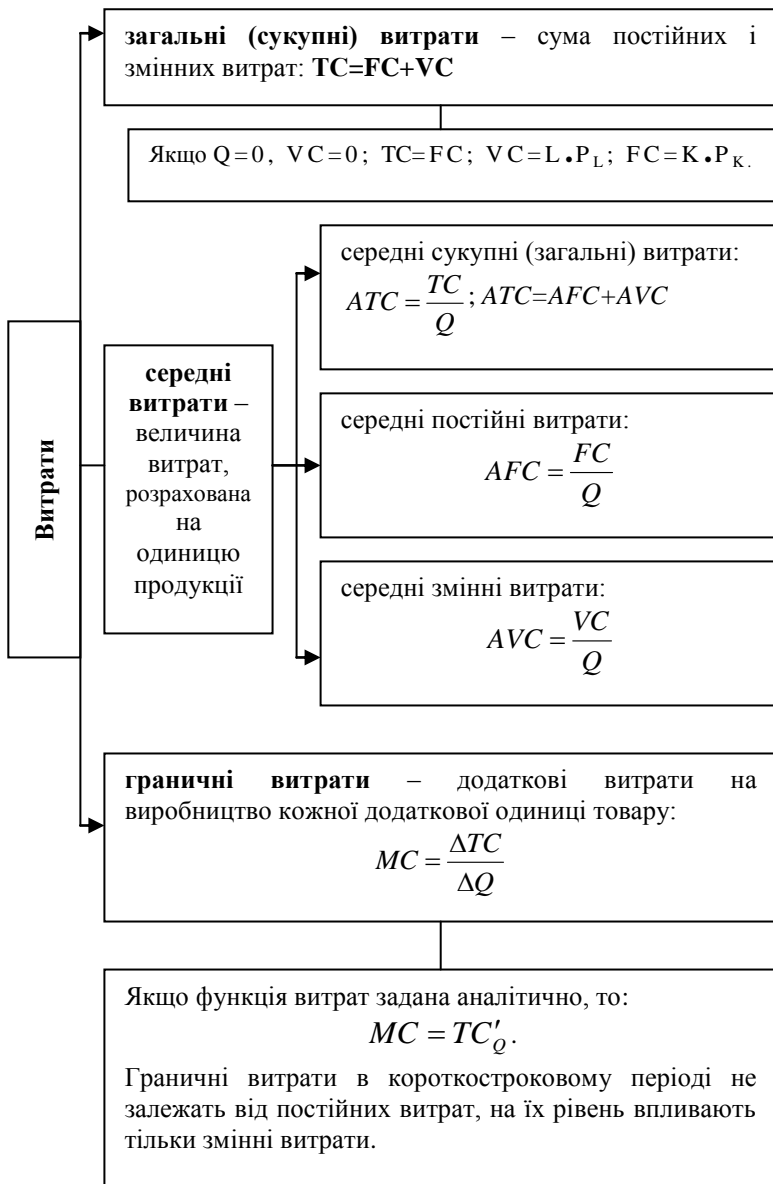 загальні (сукупні) витрати – сума постійних і
змінних витрат: TC=FC+VC
Якщо Q=0, VC=0; TC=FC; VC=L•P_L; FC=K•P_K.
Витрати
середні
витрати –
величина
витрат,
розрахована
на
одиницю
продукції
середні сукупні (загальні) витрати:
ATC = TC/Q; ATC=AFC+AVC
середні постійні витрати:
AFC = FC/Q
середні змінні витрати:
AVC = VC/Q
граничні витрати – додаткові витрати на
виробництво кожної додаткової одиниці товару:
MC = ΔTC/ΔQ
Якщо функція витрат задана аналітично, то:
MC = TC′_Q.
Граничні витрати в короткостроковому періоді не
залежать від постійних витрат, на їх рівень впливають
тільки змінні витрати.